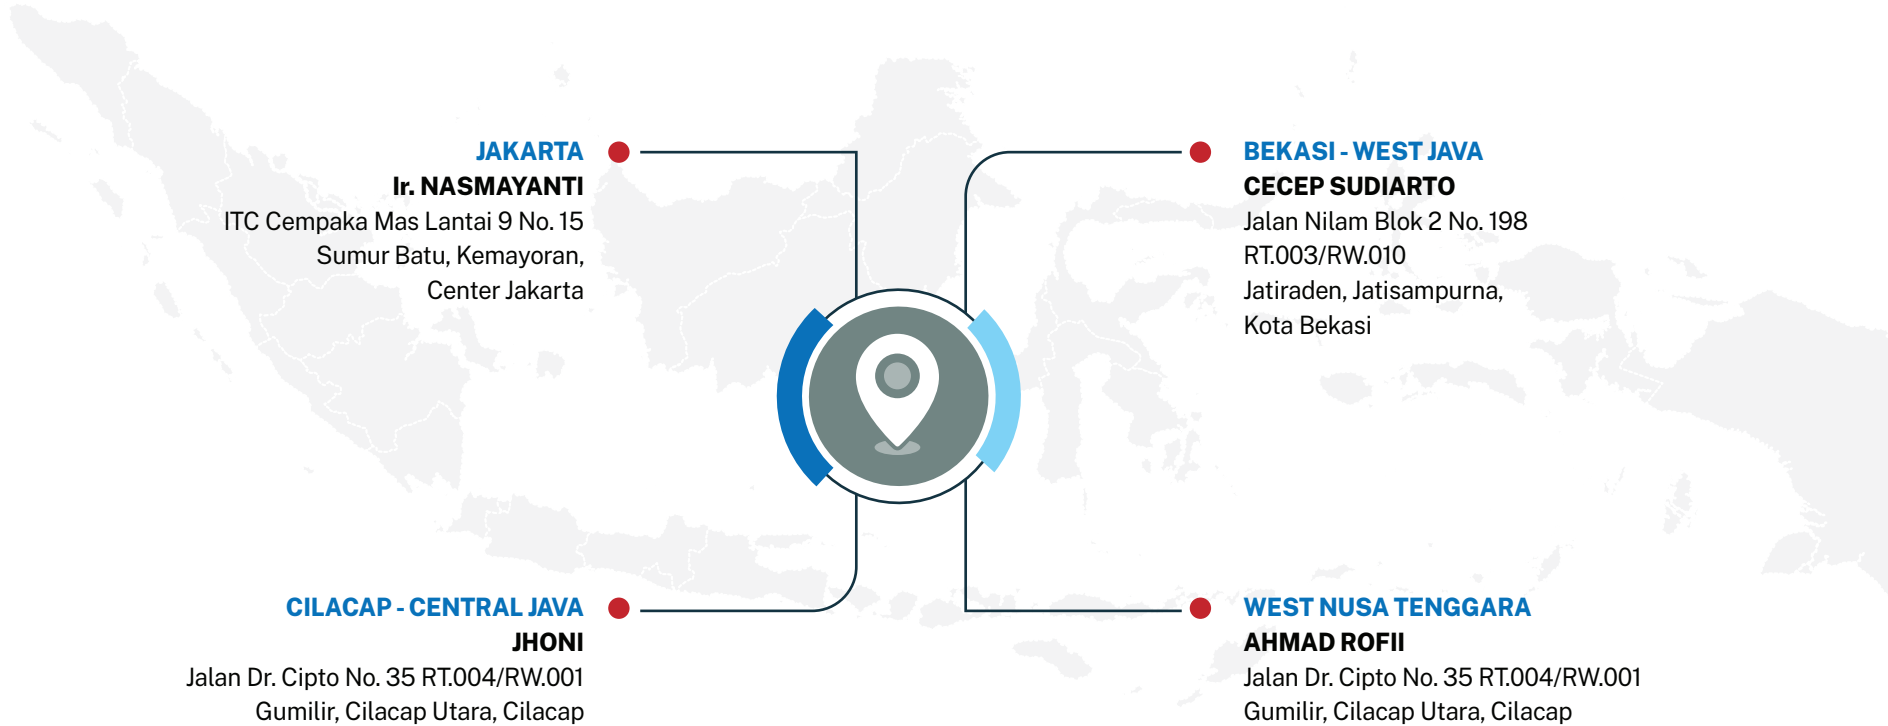 JAKARTA
Ir. NASMAYANTI
ITC Cempaka Mas Lantai 9 No. 15
Sumur Batu, Kemayoran,
Center Jakarta
BEKASI - WEST JAVA
CECEP SUDIARTO
Jalan Nilam Blok 2 No. 198
RT.003/RW.010
Jatiraden, Jatisampurna,
Kota Bekasi
CILACAP - CENTRAL JAVA
JHONI
Jalan Dr. Cipto No. 35 RT.004/RW.001
Gumilir, Cilacap Utara, Cilacap
WEST NUSA TENGGARA
AHMAD ROFII
Jalan Dr. Cipto No. 35 RT.004/RW.001
Gumilir, Cilacap Utara, Cilacap